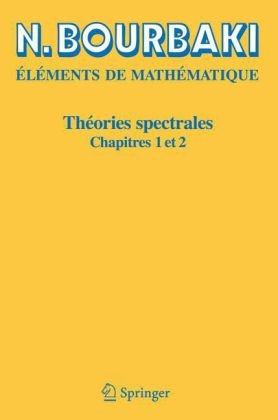 N. BOURBAKI
ÉLÉMENTS DE MATHÉMATIQUE
Théories spectrales
Chapitres 1 et 2
Springer